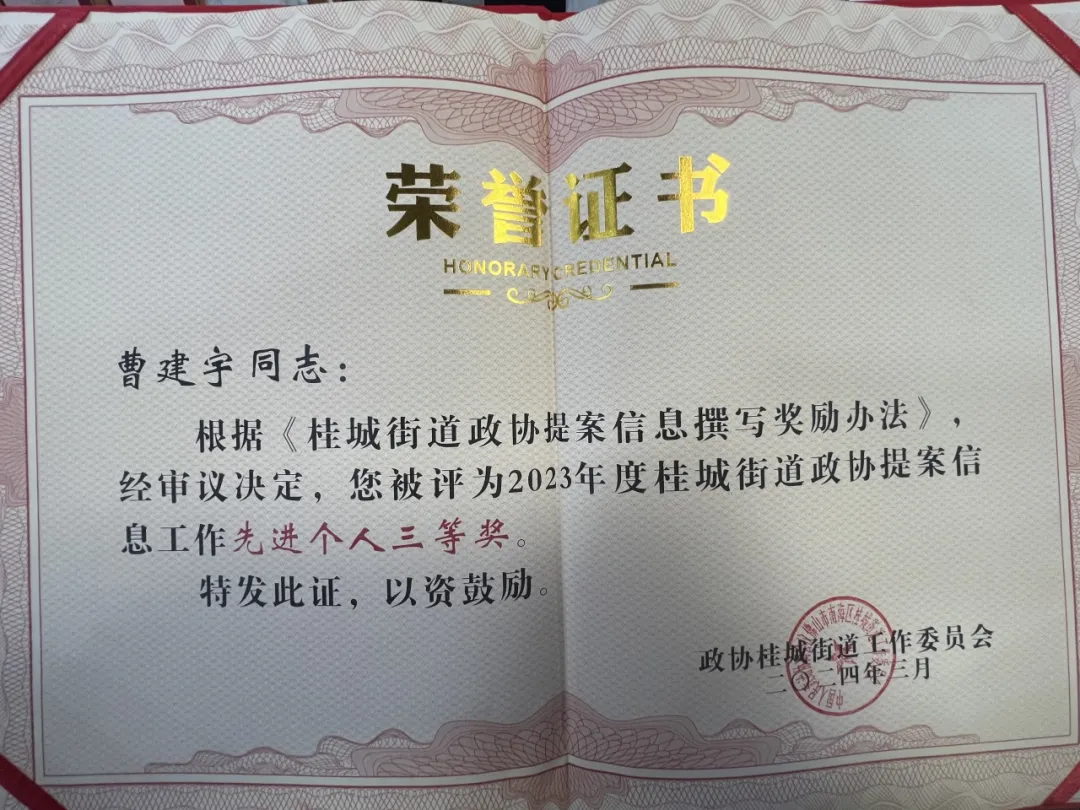 荣誉证书
HONORARY CREDENTIAL
曹建宇同志：
根据《桂城街道政协提案信息撰写奖励办法》，
经审议决定，您被评为2023年度桂城街道政协提案信
息工作先进个人三等奖。
特发此证，以资鼓励。
政协桂城街道工作委员会
二〇二四年三月